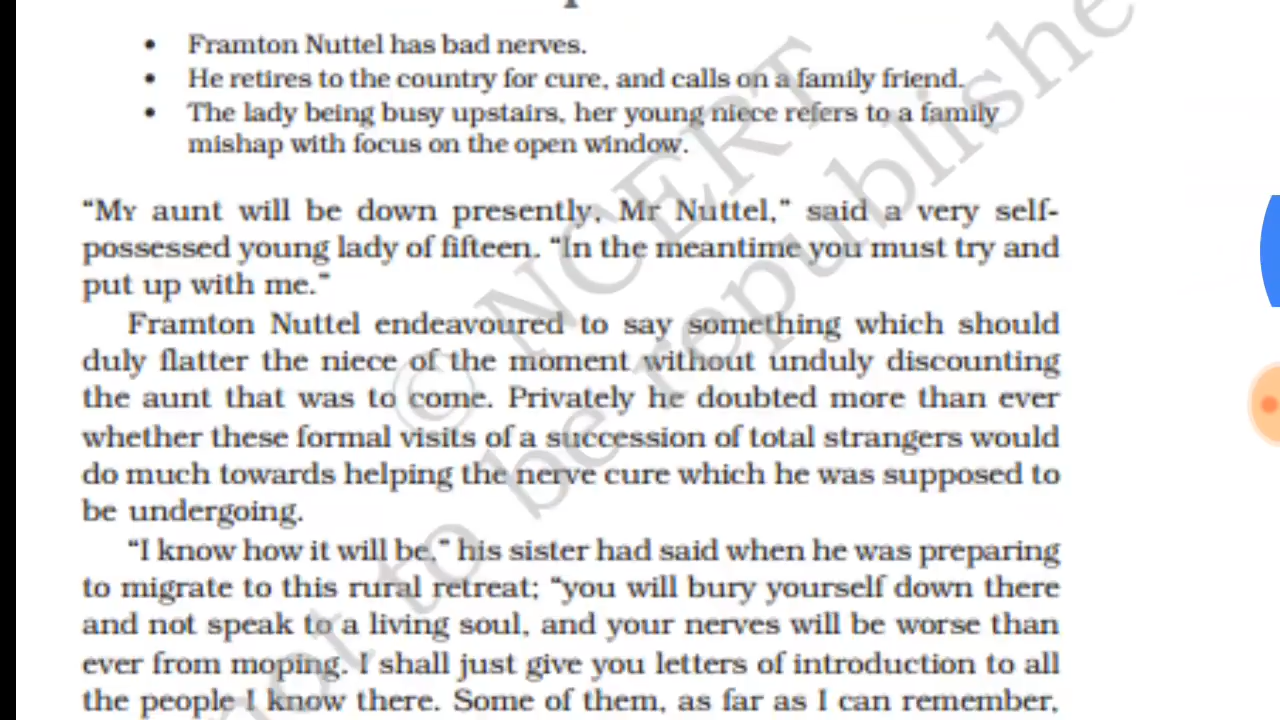 • Framton Nuttel has bad nerves.
• He retires to the country for cure, and calls on a family friend.
• The lady being busy upstairs, her young niece refers to a family
mishap with focus on the open window.
“MY aunt will be down presently, Mr Nuttel,” said a very self-
possessed young lady of fifteen. “In the meantime you must try and
put up with me.”
Framton Nuttel endeavoured to say something which should
duly flatter the niece of the moment without unduly discounting
the aunt that was to come. Privately he doubted more than ever
whether these formal visits of a succession of total strangers would
do much towards helping the nerve cure which he was supposed to
be undergoing.
“I know how it will be,” his sister had said when he was preparing
to migrate to this rural retreat; “you will bury yourself down there
and not speak to a living soul, and your nerves will be worse than
ever from moping. I shall just give you letters of introduction to all
the people I know there. Some of them, as far as I can remember,
© NCERT
not to be republishe